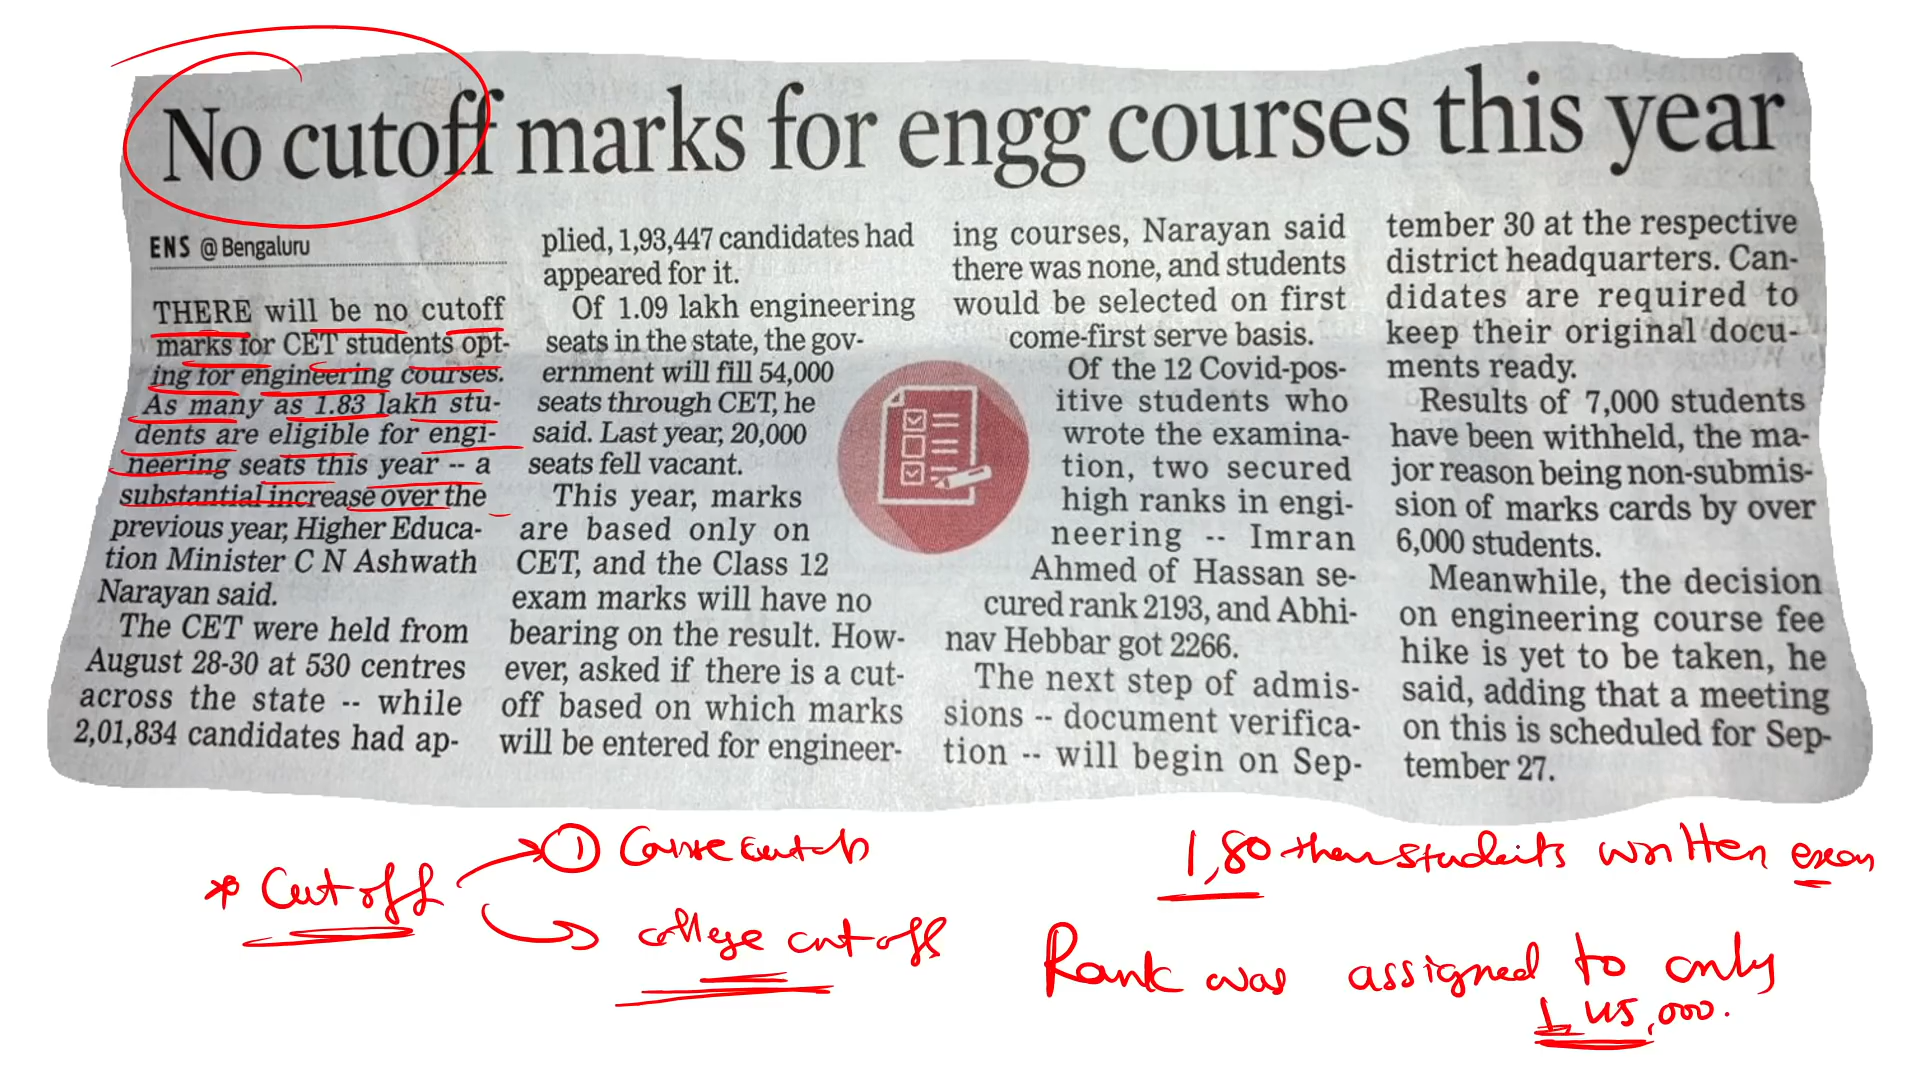 No cutoff marks for engg courses this year
ENS @ Bengaluru
THERE will be no cutoff
marks for CET students opt-
ing for engineering courses.
As many as 1.83 lakh stu-
dents are eligible for engi-
neering seats this year -- a
substantial increase over the
previous year, Higher Educa-
tion Minister C N Ashwath
Narayan said.
The CET were held from
August 28-30 at 530 centres
across the state -- while
2,01,834 candidates had ap-
plied, 1,93,447 candidates had
appeared for it.
Of 1.09 lakh engineering
seats in the state, the gov-
ernment will fill 54,000
seats through CET, he
said. Last year, 20,000
seats fell vacant.
This year, marks
are based only on
CET, and the Class 12
exam marks will have no
bearing on the result. How-
ever, asked if there is a cut-
off based on which marks
will be entered for engineer-
ing courses, Narayan said
there was none, and students
would be selected on first
come-first serve basis.
Of the 12 Covid-pos-
itive students who
wrote the examina-
tion, two secured
high ranks in engi-
neering -- Imran
Ahmed of Hassan se-
cured rank 2193, and Abhi-
nav Hebbar got 2266.
The next step of admis-
sions -- document verifica-
tion -- will begin on Sep-
tember 30 at the respective
district headquarters. Can-
didates are required to
keep their original docu-
ments ready.
Results of 7,000 students
have been withheld, the ma-
jor reason being non-submis-
sion of marks cards by over
6,000 students.
Meanwhile, the decision
on engineering course fee
hike is yet to be taken, he
said, adding that a meeting
on this is scheduled for Sep-
tember 27.
* Cutoff
1
college cutoff
1,80 students written exam
Rank was assigned to only
1,45,000.